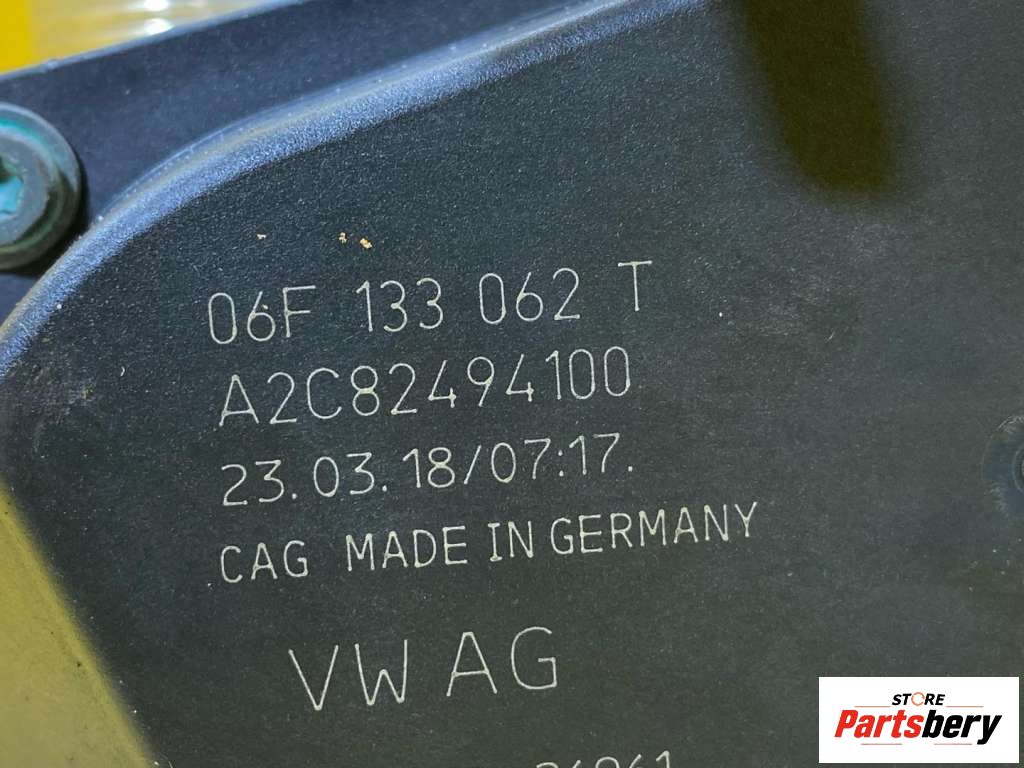 06F 133 062 T
A2C82494100
23.03.18/07:17.
CAG MADE IN GERMANY
VW AG
STORE
Partsbery